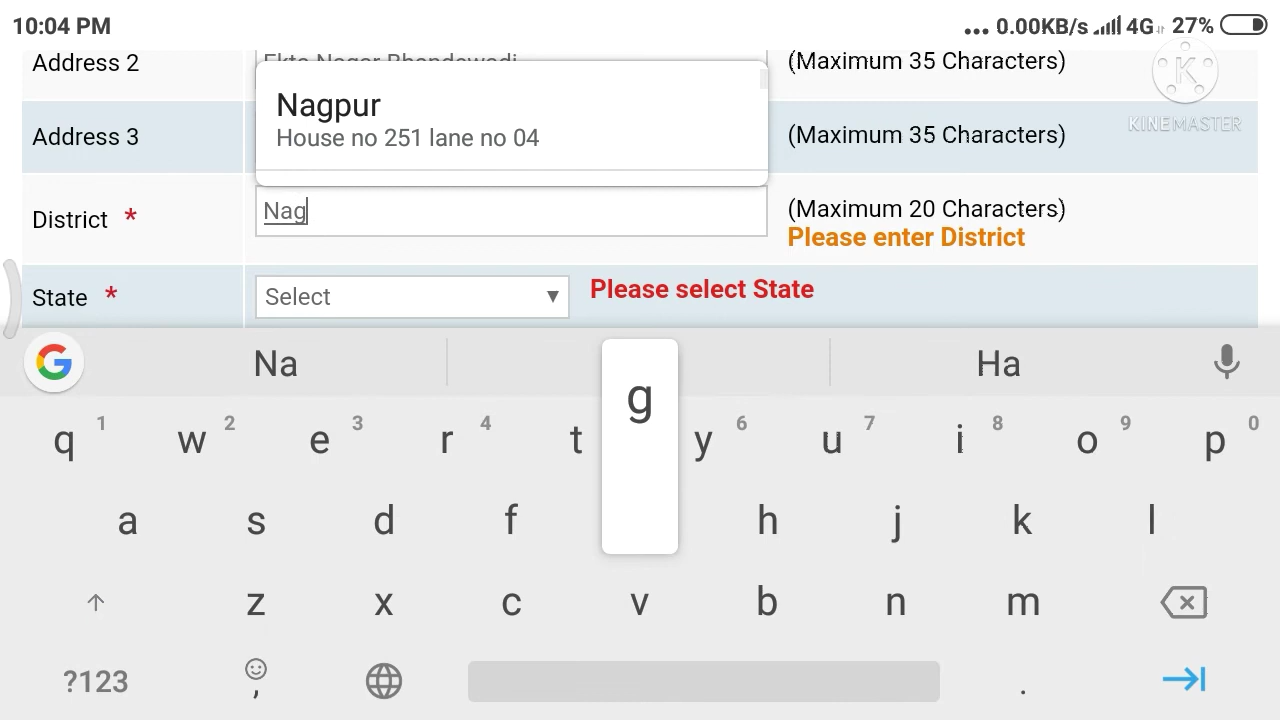 10:04 PM ... 0.00KB/s 4G 27%
Address 2 Ekta Nagar Bhandewadi (Maximum 35 Characters)
K
KINEMASTER
Nagpur
House no 251 lane no 04
Address 3 (Maximum 35 Characters)
District * Nag (Maximum 20 Characters)
Please enter District
State * Select ▼ Please select State
G Na Ha
g
q 1 w 2 e 3 r 4 t y 6 u 7 i 8 o 9 p 0
a s d f h j k l
z x c v b n m
?123 , .